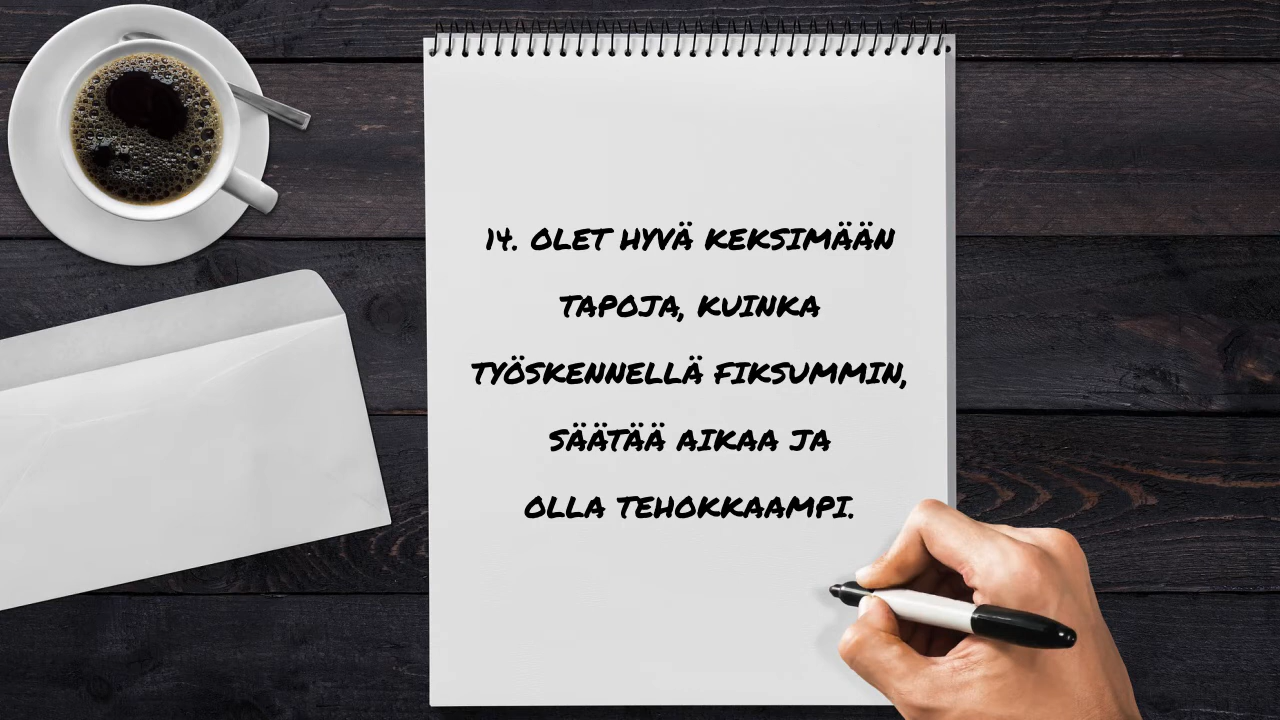 14. OLET HYVÄ KEKSIMÄÄN
TAPOJA, KUINKA
TYÖSKENNELLÄ FIKSUMMIN,
SÄÄTÄÄ AIKAA JA
OLLA TEHOKKAAMPI.